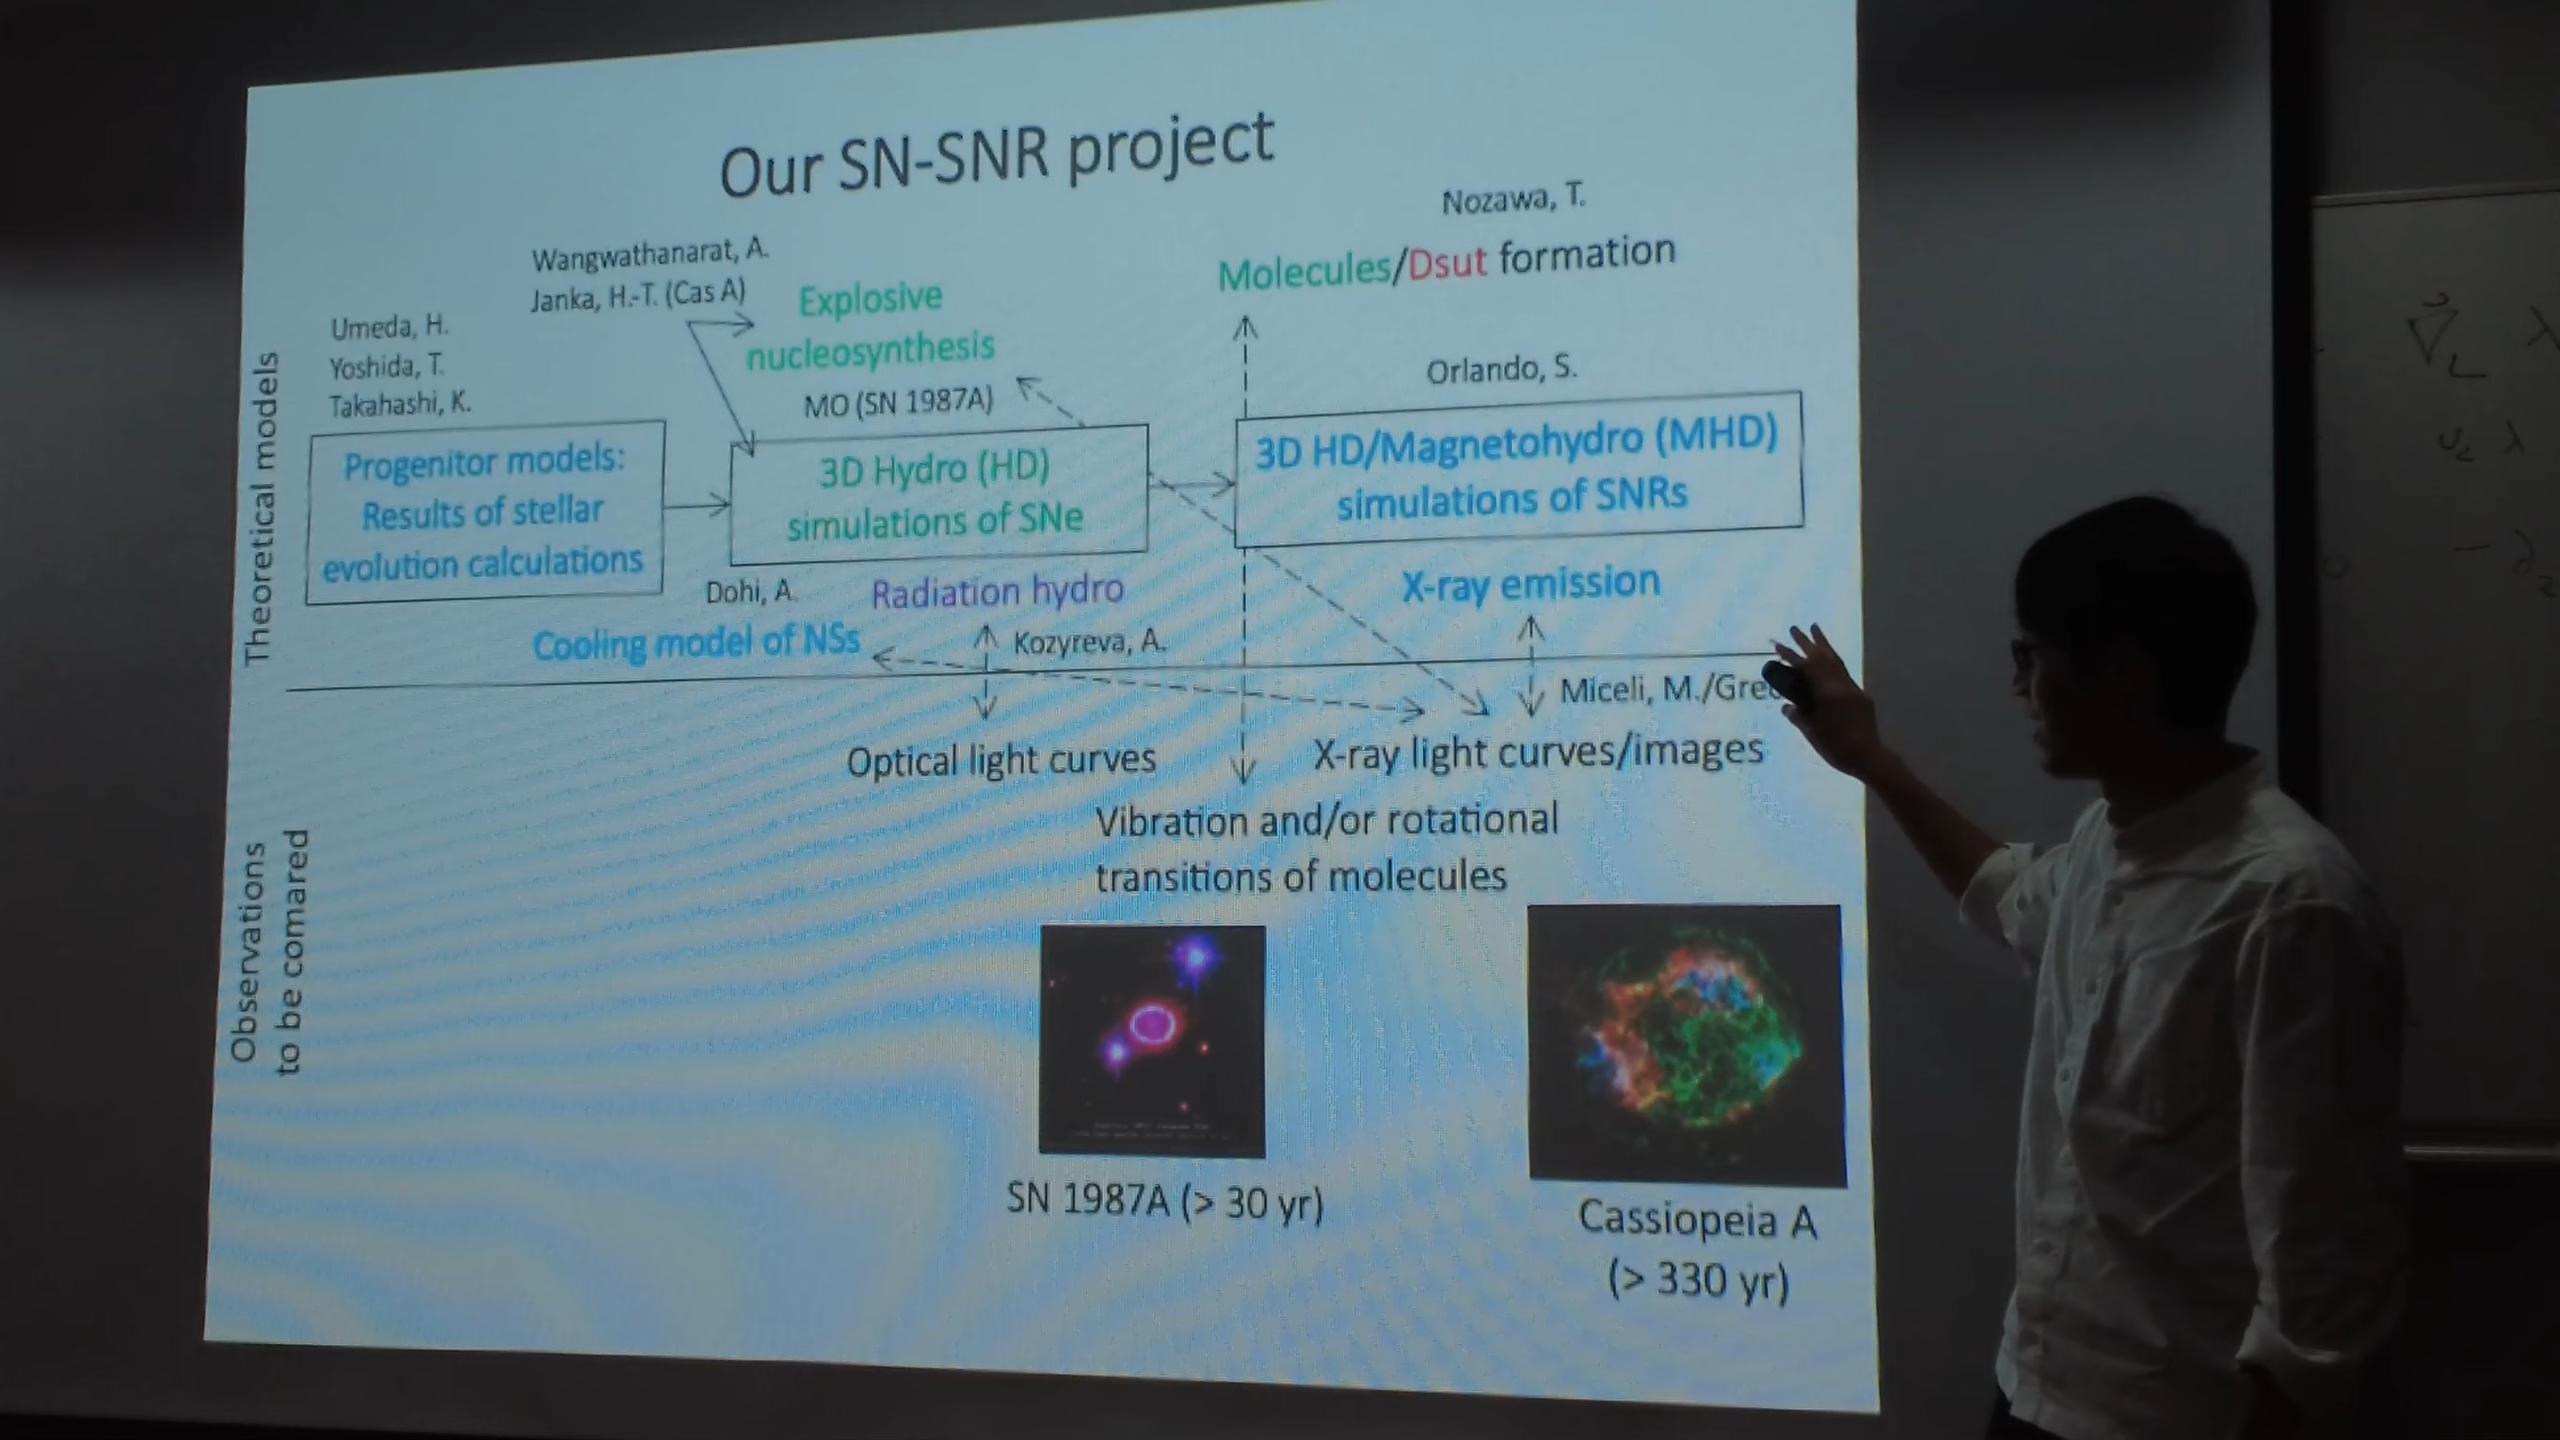 Our SN-SNR project
Nozawa, T.
Molecules/Dsut formation
Wangwathanarat, A.
Janka, H.-T. (Cas A)
Explosive
nucleosynthesis
MO (SN 1987A)
Umeda, H.
Yoshida, T.
Takahashi, K.
Orlando, S.
Theoretical models
Progenitor models:
Results of stellar
evolution calculations
3D Hydro (HD)
simulations of SNe
3D HD/Magnetohydro (MHD)
simulations of SNRs
Dohi, A.
Radiation hydro
X-ray emission
Cooling model of NSs
Kozyreva, A.
Miceli, M./Gre
Optical light curves
X-ray light curves/images
Vibration and/or rotational
transitions of molecules
Observations
to be comared
SN 1987A (> 30 yr)
Cassiopeia A
(> 330 yr)